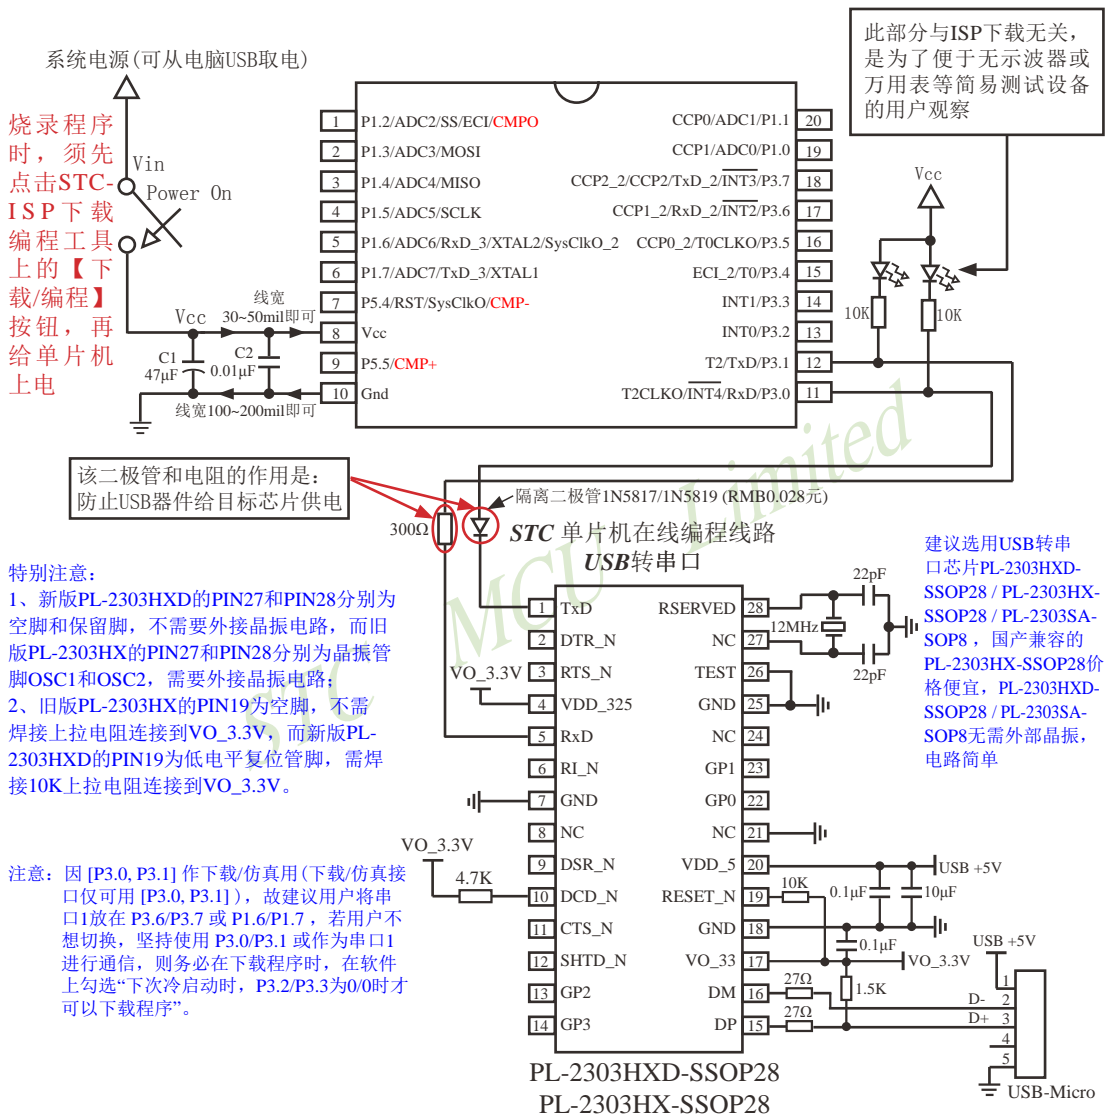 系统电源(可从电脑USB取电)
此部分与ISP下载无关，
是为了便于无示波器或
万用表等简易测试设备
的用户观察
烧录程序
时，须先
点击STC-
ISP下载
编程工具
上的【下
载/编程】
按钮，再
给单片机
上电
Vin
Power On
Vcc
线宽
30~50mil即可
C1
47μF
C2
0.01μF
线宽100~200mil即可
1 P1.2/ADC2/SS/ECI/CMPO
2 P1.3/ADC3/MOSI
3 P1.4/ADC4/MISO
4 P1.5/ADC5/SCLK
5 P1.6/ADC6/RxD_3/XTAL2/SysClkO_2
6 P1.7/ADC7/TxD_3/XTAL1
7 P5.4/RST/SysClkO/CMP-
8 Vcc
9 P5.5/CMP+
10 Gnd
CCP0/ADC1/P1.1 20
CCP1/ADC0/P1.0 19
CCP2_2/CCP2/TxD_2/INT3/P3.7 18
CCP1_2/RxD_2/INT2/P3.6 17
CCP0_2/T0CLKO/P3.5 16
ECI_2/T0/P3.4 15
INT1/P3.3 14
INT0/P3.2 13
T2/TxD/P3.1 12
T2CLKO/INT4/RxD/P3.0 11
Vcc
10K
10K
该二极管和电阻的作用是：
防止USB器件给目标芯片供电
隔离二极管1N5817/1N5819 (RMB0.028元)
300Ω
STC 单片机在线编程线路
USB转串口
STC MCU Limited
特别注意：
1、新版PL-2303HXD的PIN27和PIN28分别为
空脚和保留脚，不需要外接晶振电路，而旧
版PL-2303HX的PIN27和PIN28分别为晶振管
脚OSC1和OSC2，需要外接晶振电路；
2、旧版PL-2303HX的PIN19为空脚，不需
焊接上拉电阻连接到VO_3.3V，而新版PL-
2303HXD的PIN19为低电平复位管脚，需焊
接10K上拉电阻连接到VO_3.3V。
注意：因 [P3.0, P3.1] 作下载/仿真用(下载/仿真接
口仅可用 [P3.0, P3.1] )，故建议用户将串
口1放在 P3.6/P3.7 或 P1.6/P1.7 ，若用户不
想切换，坚持使用 P3.0/P3.1 或作为串口1
进行通信，则务必在下载程序时，在软件
上勾选“下次冷启动时，P3.2/P3.3为0/0时才
可以下载程序”。
1 TxD
2 DTR_N
3 RTS_N
4 VDD_325
5 RxD
6 RI_N
7 GND
8 NC
9 DSR_N
10 DCD_N
11 CTS_N
12 SHTD_N
13 GP2
14 GP3
RSERVED 28
NC 27
TEST 26
GND 25
NC 24
GP1 23
GP0 22
NC 21
VDD_5 20
RESET_N 19
GND 18
VO_33 17
DM 16
DP 15
VO_3.3V
VO_3.3V
4.7K
22pF
12MHz
22pF
建议选用USB转串
口芯片PL-2303HXD-
SSOP28 / PL-2303HX-
SSOP28 / PL-2303SA-
SOP8 ，国产兼容的
PL-2303HX-SSOP28价
格便宜，PL-2303HXD-
SSOP28 / PL-2303SA-
SOP8无需外部晶振，
电路简单
USB +5V
10K
0.1μF
10μF
0.1μF
VO_3.3V
1.5K
27Ω
27Ω
USB +5V
D-
D+
1
2
3
4
5
USB-Micro
PL-2303HXD-SSOP28
PL-2303HX-SSOP28